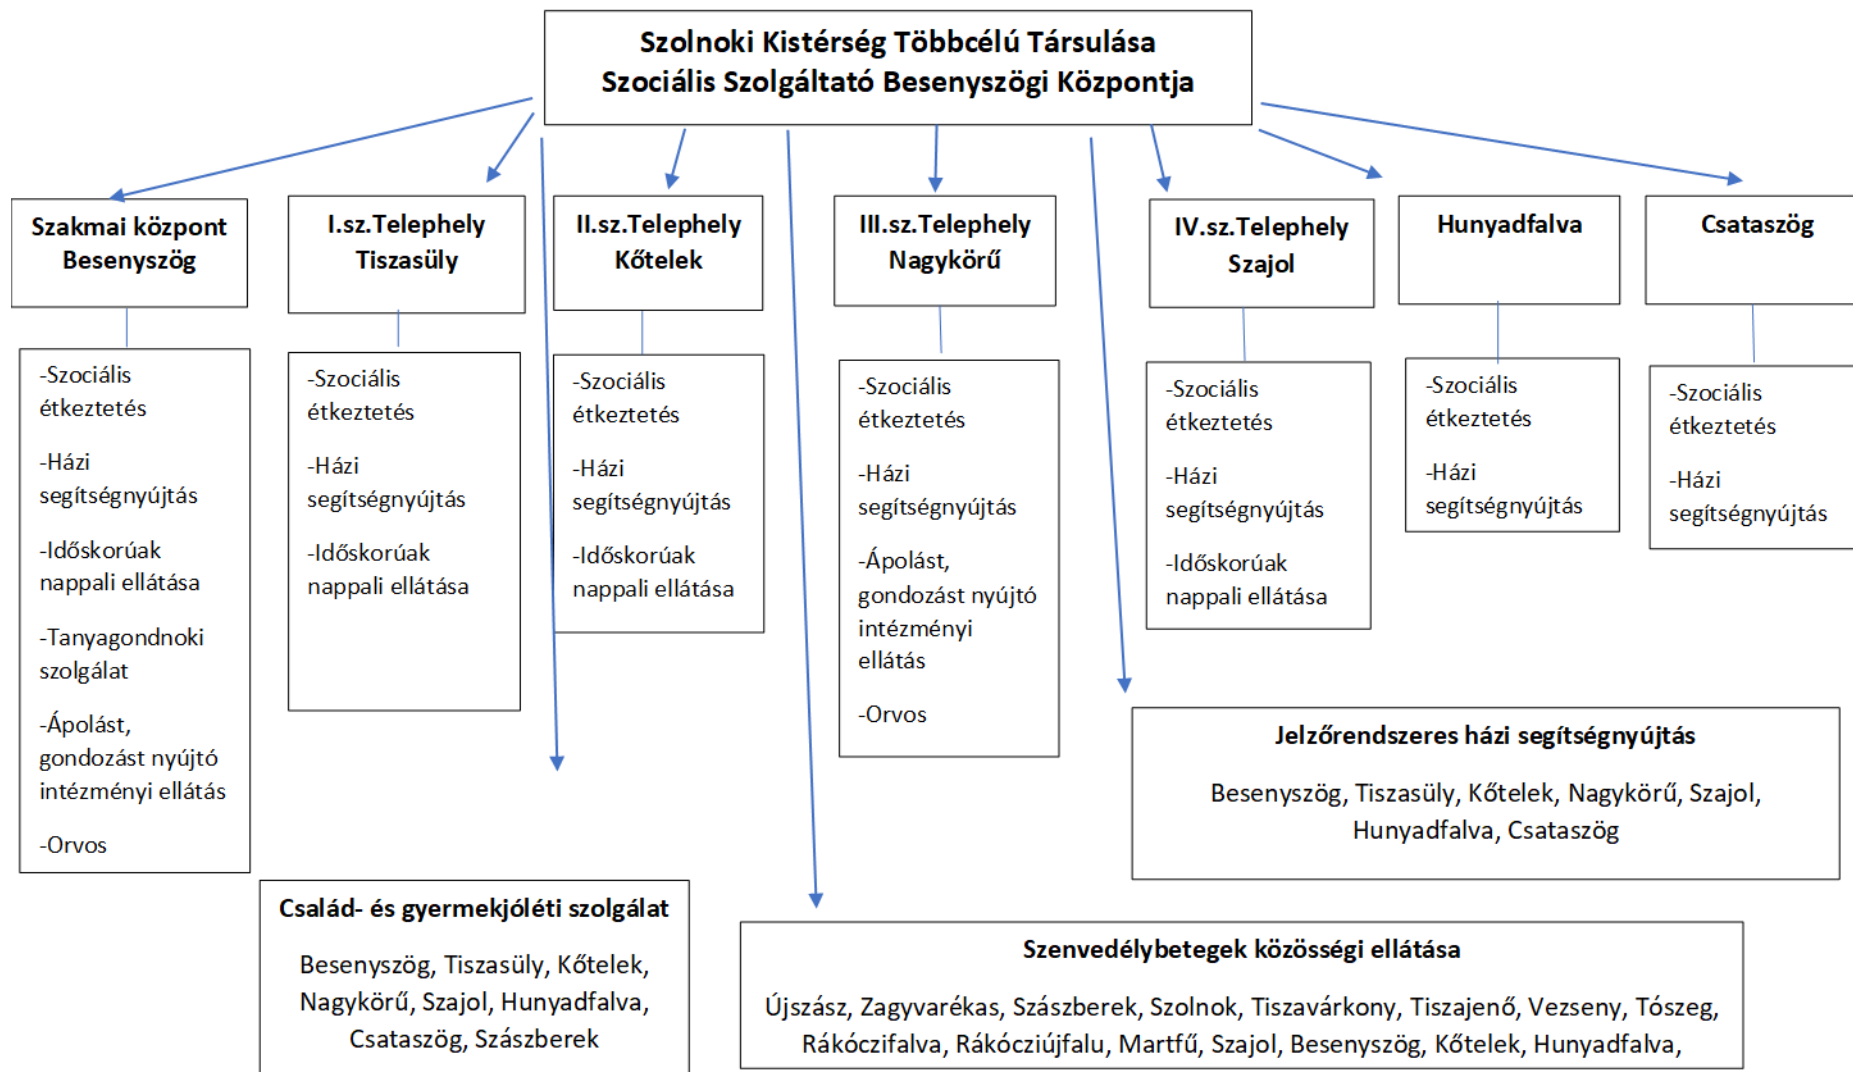 Szolnoki Kistérség Többcélú Társulása
Szociális Szolgáltató Besenyszögi Központja
Szakmai központ
Besenyszög
I.sz.Telephely
Tiszasüly
II.sz.Telephely
Kőtelek
III.sz.Telephely
Nagykörű
IV.sz.Telephely
Szajol
Hunyadfalva
Csataszög
-Szociális
étkeztetés
-Házi
segítségnyújtás
-Időskorúak
nappali ellátása
-Tanyagondnoki
szolgálat
-Ápolást,
gondozást nyújtó
intézményi ellátás
-Orvos
-Szociális
étkeztetés
-Házi
segítségnyújtás
-Időskorúak
nappali ellátása
-Szociális
étkeztetés
-Házi
segítségnyújtás
-Időskorúak
nappali ellátása
-Szociális
étkeztetés
-Házi
segítségnyújtás
-Ápolást,
gondozást nyújtó
intézményi
ellátás
-Orvos
-Szociális
étkeztetés
-Házi
segítségnyújtás
-Időskorúak
nappali ellátása
-Szociális
étkeztetés
-Házi
segítségnyújtás
-Szociális
étkeztetés
-Házi
segítségnyújtás
Jelzőrendszeres házi segítségnyújtás
Besenyszög, Tiszasüly, Kőtelek, Nagykörű, Szajol,
Hunyadfalva, Csataszög
Család- és gyermekjóléti szolgálat
Besenyszög, Tiszasüly, Kőtelek,
Nagykörű, Szajol, Hunyadfalva,
Csataszög, Szászberek
Szenvedélybetegek közösségi ellátása
Újszász, Zagyvarékas, Szászberek, Szolnok, Tiszavárkony, Tiszajenő, Vezseny, Tószeg,
Rákóczifalva, Rákócziújfalu, Martfű, Szajol, Besenyszög, Kőtelek, Hunyadfalva,